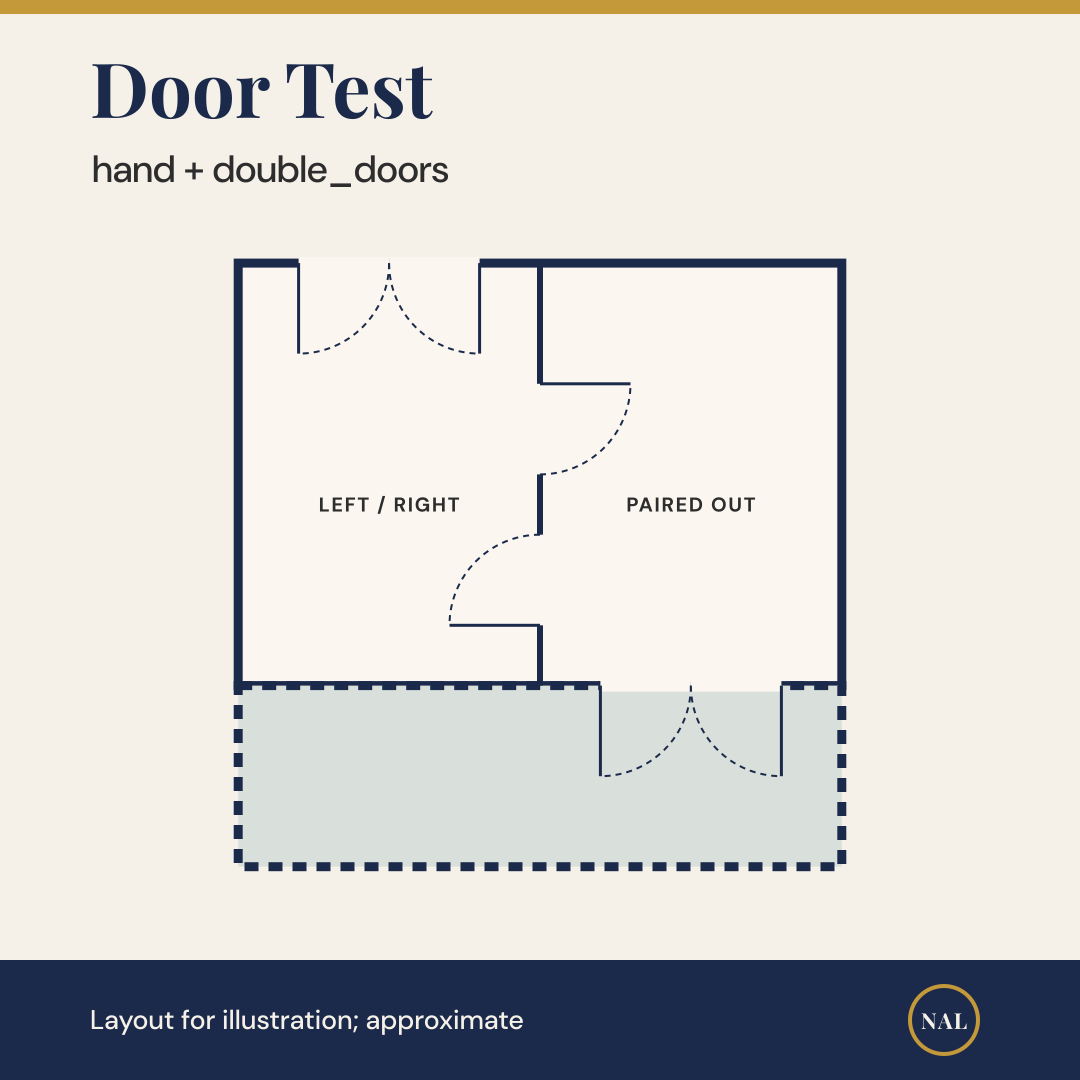 Door Test
hand + double_doors
LEFT / RIGHT
PAIRED OUT
Layout for illustration; approximate
NAL